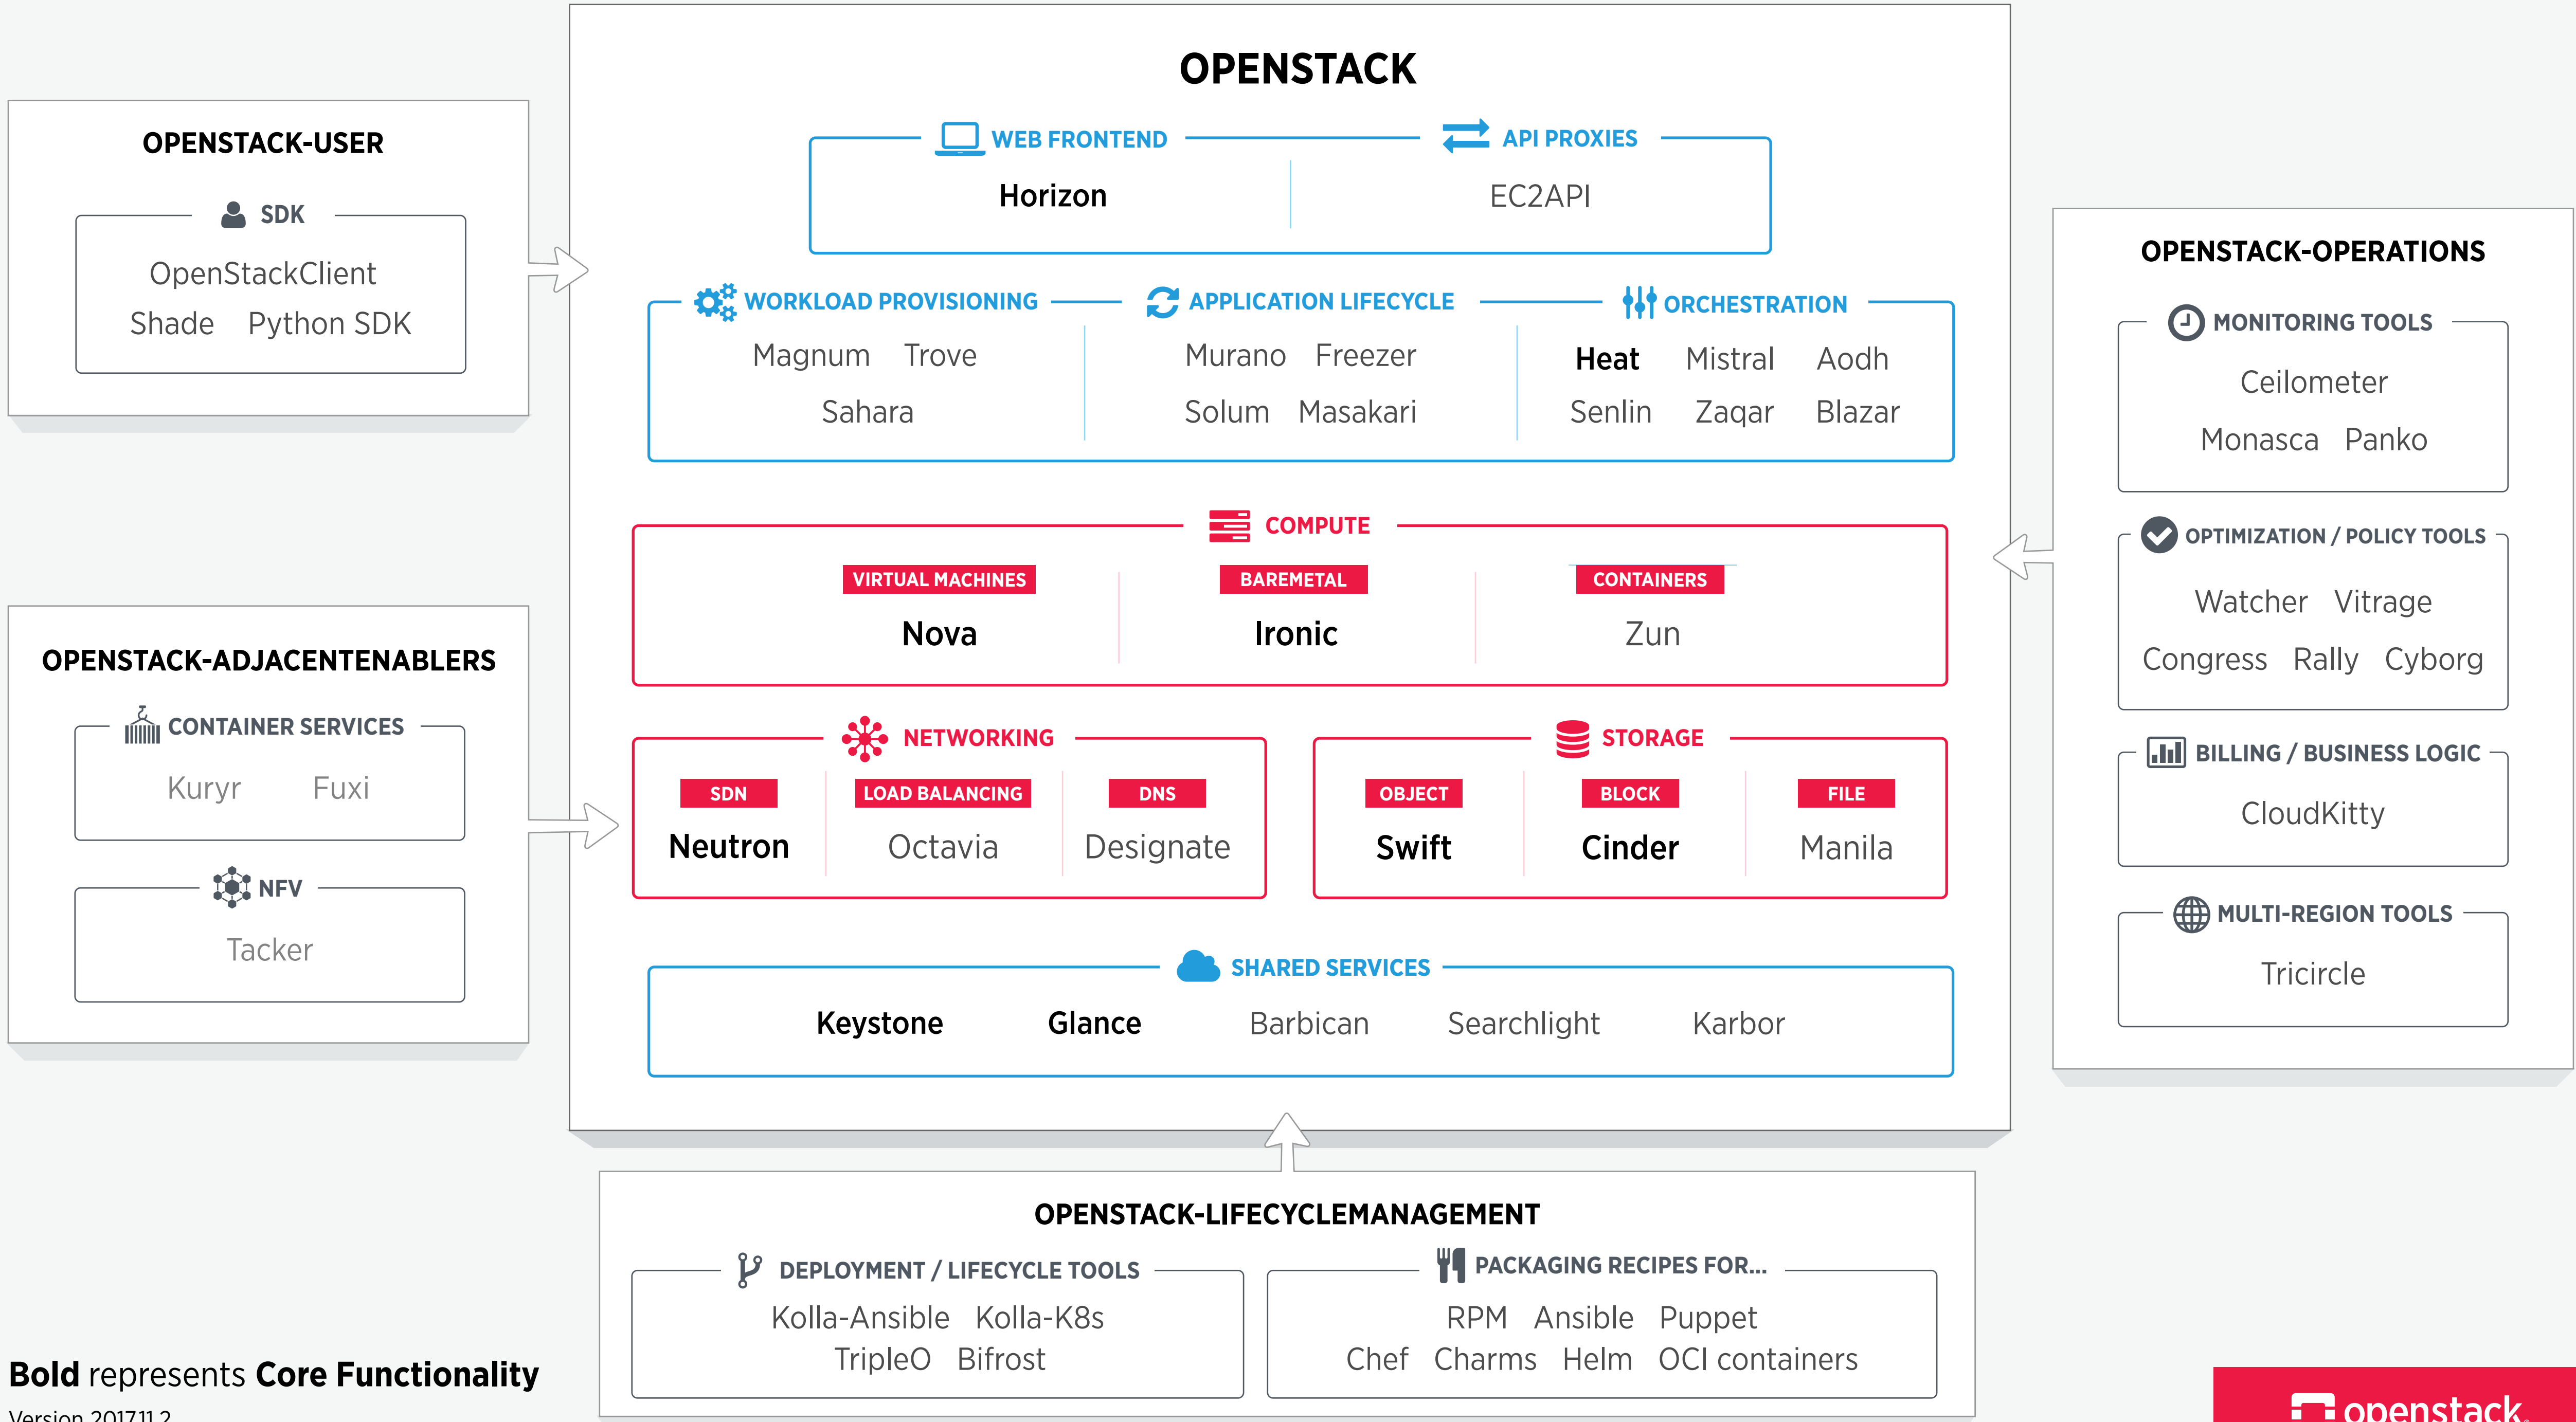 OPENSTACK
WEB FRONTEND
Horizon
API PROXIES
EC2API
WORKLOAD PROVISIONING
Magnum Trove
Sahara
APPLICATION LIFECYCLE
Murano Freezer
Solum Masakari
ORCHESTRATION
Heat Mistral Aodh
Senlin Zaqar Blazar
COMPUTE
VIRTUAL MACHINES
Nova
BAREMETAL
Ironic
CONTAINERS
Zun
NETWORKING
SDN
Neutron
LOAD BALANCING
Octavia
DNS
Designate
STORAGE
OBJECT
Swift
BLOCK
Cinder
FILE
Manila
SHARED SERVICES
Keystone Glance Barbican Searchlight Karbor
OPENSTACK-USER
SDK
OpenStackClient
Shade Python SDK
OPENSTACK-ADJACENTENABLERS
CONTAINER SERVICES
Kuryr Fuxi
NFV
Tacker
OPENSTACK-OPERATIONS
MONITORING TOOLS
Ceilometer
Monasca Panko
OPTIMIZATION / POLICY TOOLS
Watcher Vitrage
Congress Rally Cyborg
BILLING / BUSINESS LOGIC
CloudKitty
MULTI-REGION TOOLS
Tricircle
OPENSTACK-LIFECYCLEMANAGEMENT
DEPLOYMENT / LIFECYCLE TOOLS
Kolla-Ansible Kolla-K8s
TripleO Bifrost
PACKAGING RECIPES FOR...
RPM Ansible Puppet
Chef Charms Helm OCI containers
Bold represents Core Functionality
Version 2017.11.2
openstack.